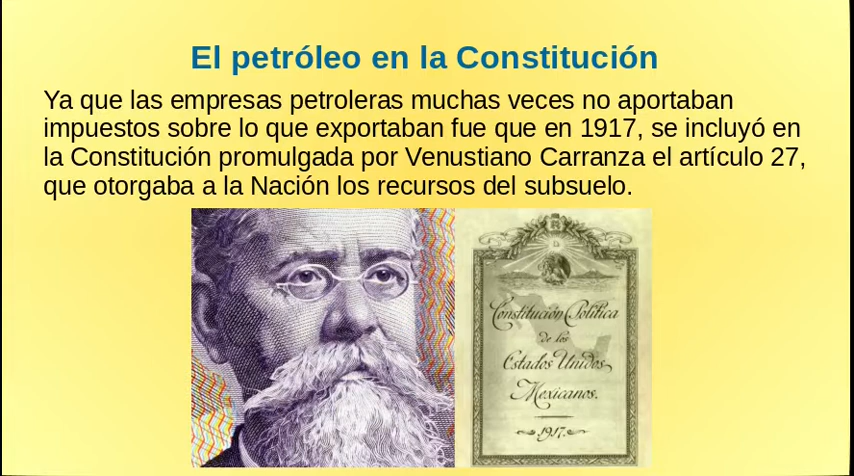 El petróleo en la Constitución
Ya que las empresas petroleras muchas veces no aportaban
impuestos sobre lo que exportaban fue que en 1917, se incluyó en
la Constitución promulgada por Venustiano Carranza el artículo 27,
que otorgaba a la Nación los recursos del subsuelo.
Constitución Política
de los
Estados Unidos
Mexicanos.
1917.